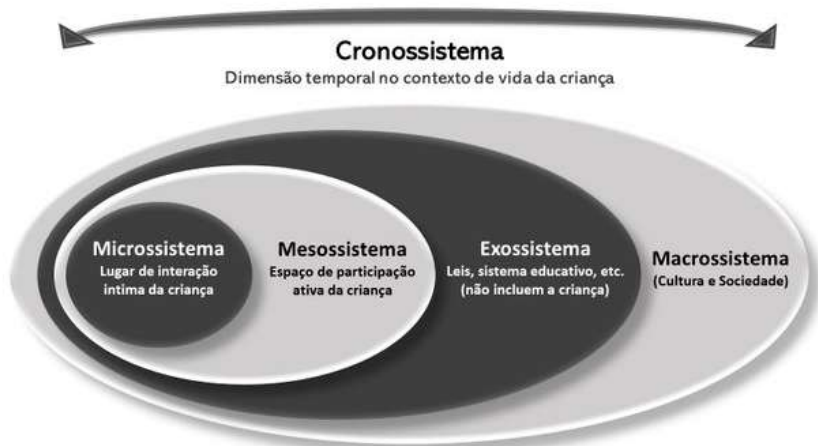 Cronossistema
Dimensão temporal no contexto de vida da criança
Microssistema
Lugar de interação
íntima da criança
Mesossistema
Espaço de participação
ativa da criança
Exossistema
Leis, sistema educativo, etc.
(não incluem a criança)
Macrossistema
(Cultura e Sociedade)